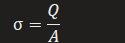 σ = Q/A